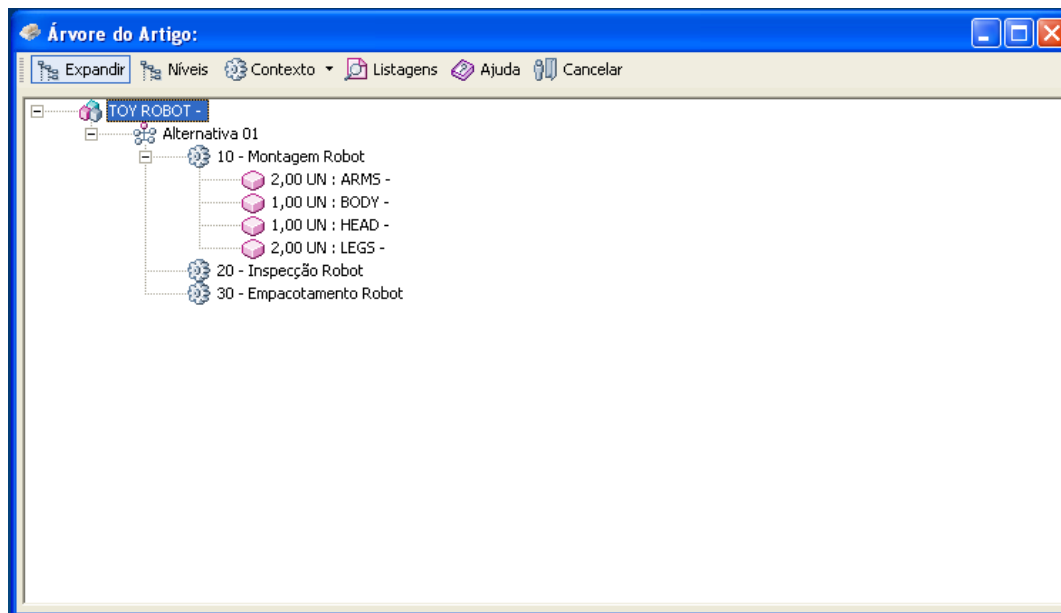 Árvore do Artigo:
Expandir Níveis Contexto Listagens Ajuda Cancelar
TOY ROBOT -
Alternativa 01
10 - Montagem Robot
2,00 UN : ARMS -
1,00 UN : BODY -
1,00 UN : HEAD -
2,00 UN : LEGS -
20 - Inspecção Robot
30 - Empacotamento Robot